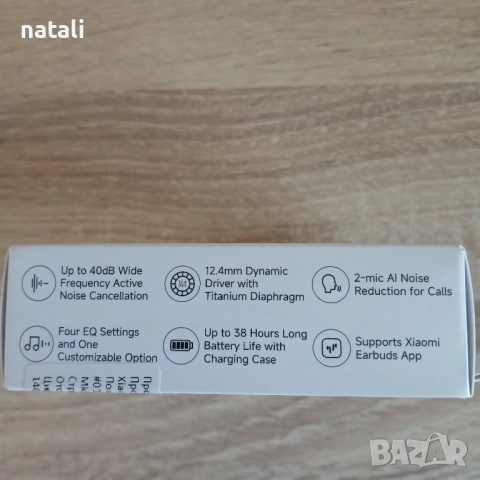 natali
Up to 40dB Wide
Frequency Active
Noise Cancellation
12.4mm Dynamic
Driver with
Titanium Diaphragm
2-mic AI Noise
Reduction for Calls
Four EQ Settings
and One
Customizable Option
Up to 38 Hours Long
Battery Life with
Charging Case
Supports Xiaomi
Earbuds App
BAZAR